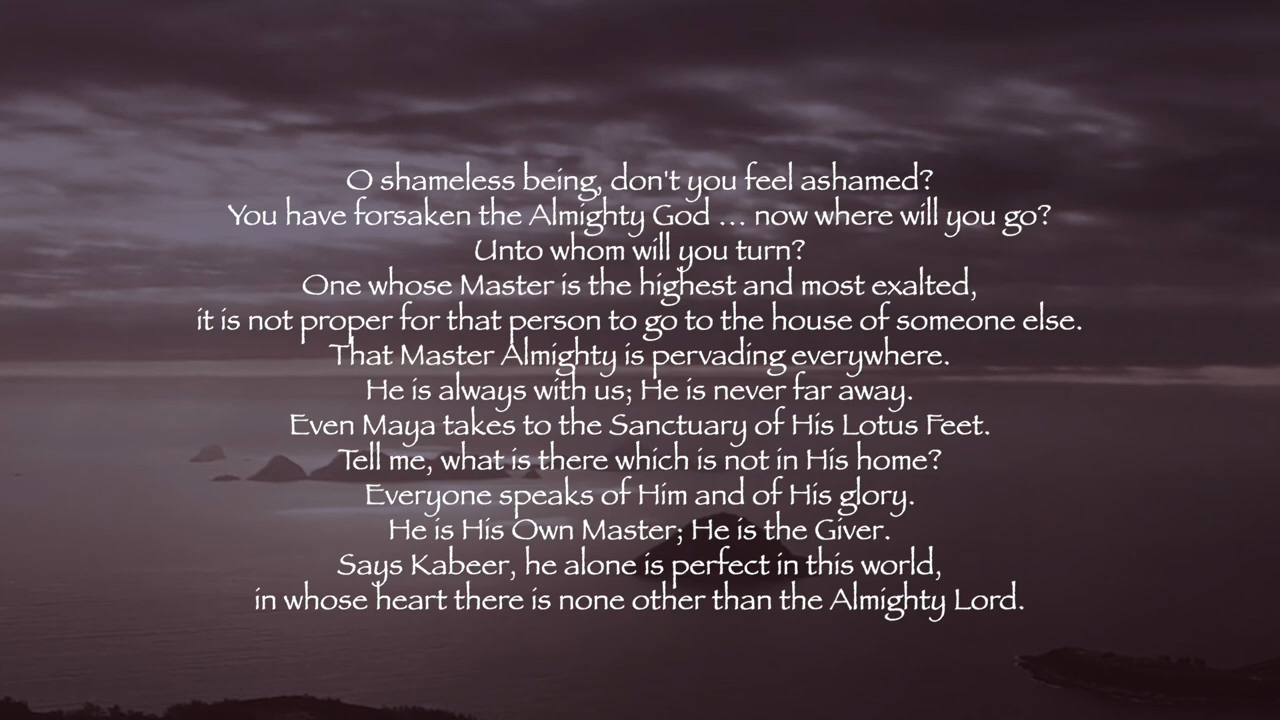 O shameless being, don't you feel ashamed?
You have forsaken the Almighty God ... now where will you go?
Unto whom will you turn?
One whose Master is the highest and most exalted,
it is not proper for that person to go to the house of someone else.
That Master Almighty is pervading everywhere.
He is always with us; He is never far away.
Even Maya takes to the Sanctuary of His Lotus Feet.
Tell me, what is there which is not in His home?
Everyone speaks of Him and of His glory.
He is His Own Master; He is the Giver.
Says Kabeer, he alone is perfect in this world,
in whose heart there is none other than the Almighty Lord.